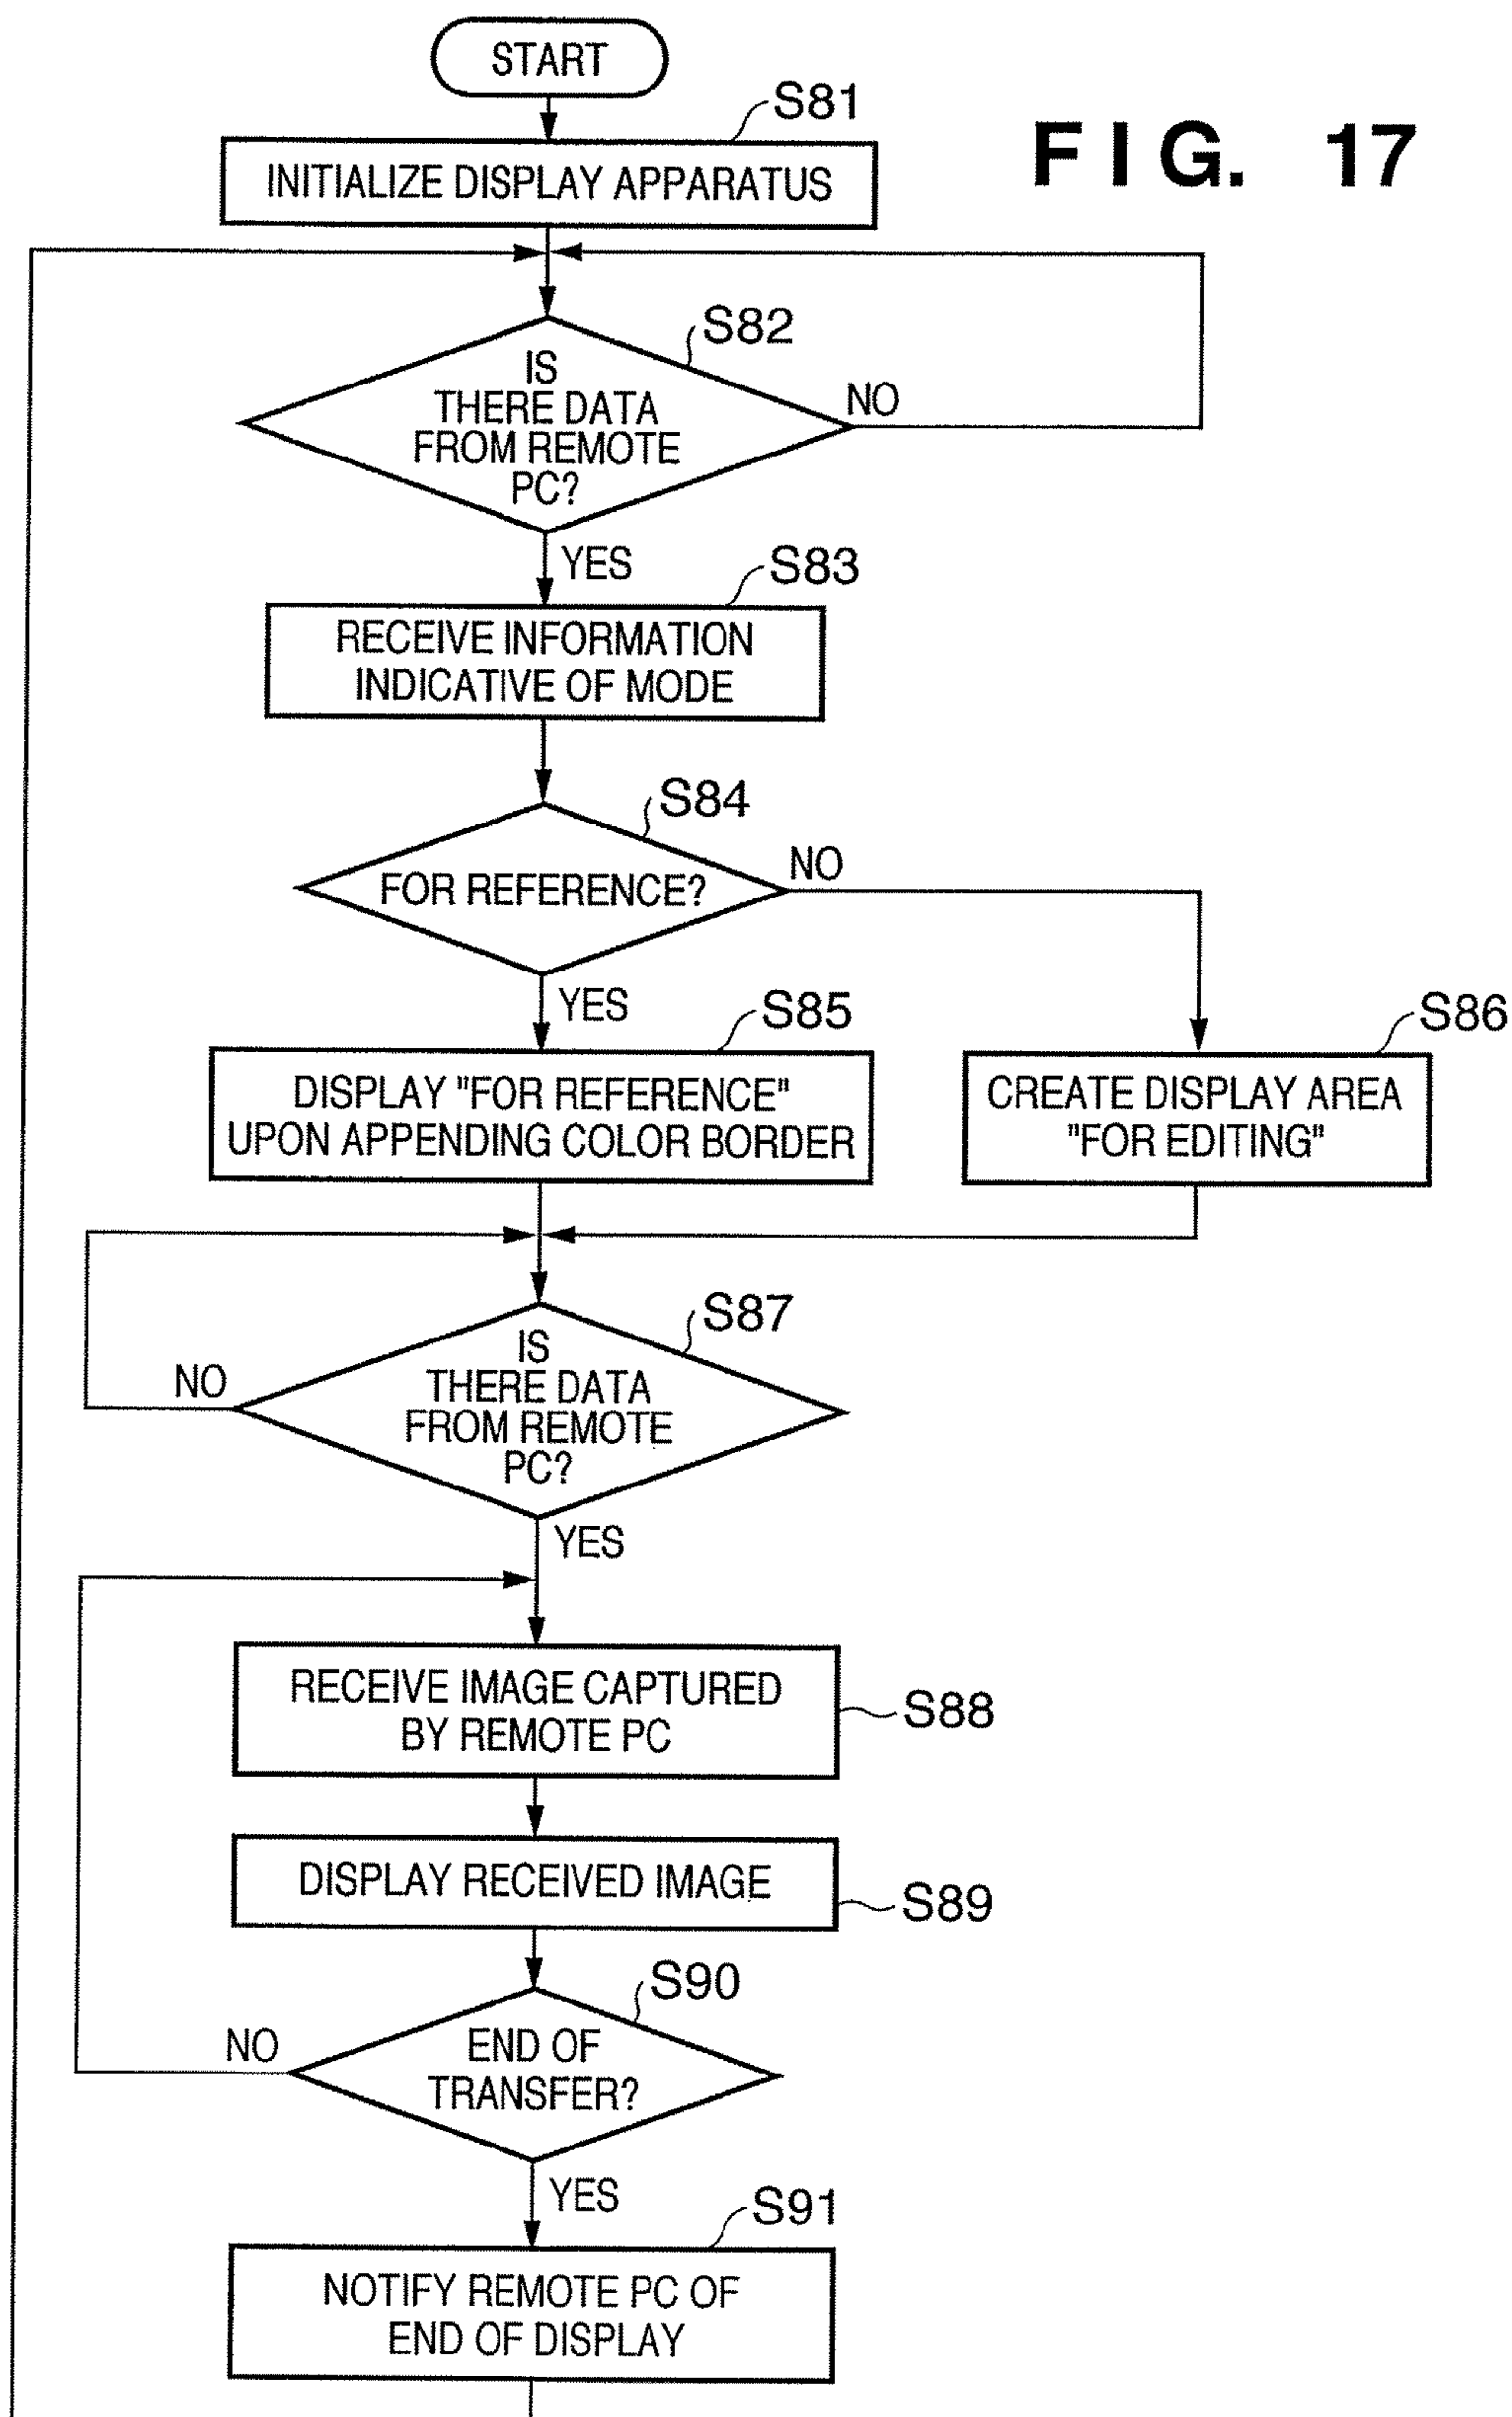 START
S81
FIG. 17
INITIALIZE DISPLAY APPARATUS
S82
IS
THERE DATA
FROM REMOTE
PC?
NO
YES
S83
RECEIVE INFORMATION
INDICATIVE OF MODE
S84
FOR REFERENCE?
NO
YES
S85
DISPLAY "FOR REFERENCE"
UPON APPENDING COLOR BORDER
S86
CREATE DISPLAY AREA
"FOR EDITING"
S87
IS
THERE DATA
FROM REMOTE
PC?
NO
YES
RECEIVE IMAGE CAPTURED
BY REMOTE PC
S88
DISPLAY RECEIVED IMAGE
S89
S90
END OF
TRANSFER?
NO
YES
S91
NOTIFY REMOTE PC OF
END OF DISPLAY